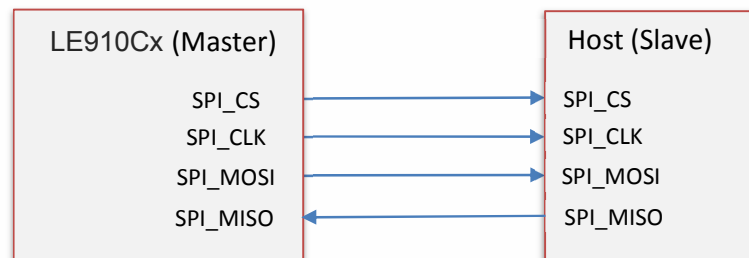 LE910Cx (Master)
Host (Slave)
SPI_CS
SPI_CS
SPI_CLK
SPI_CLK
SPI_MOSI
SPI_MOSI
SPI_MISO
SPI_MISO